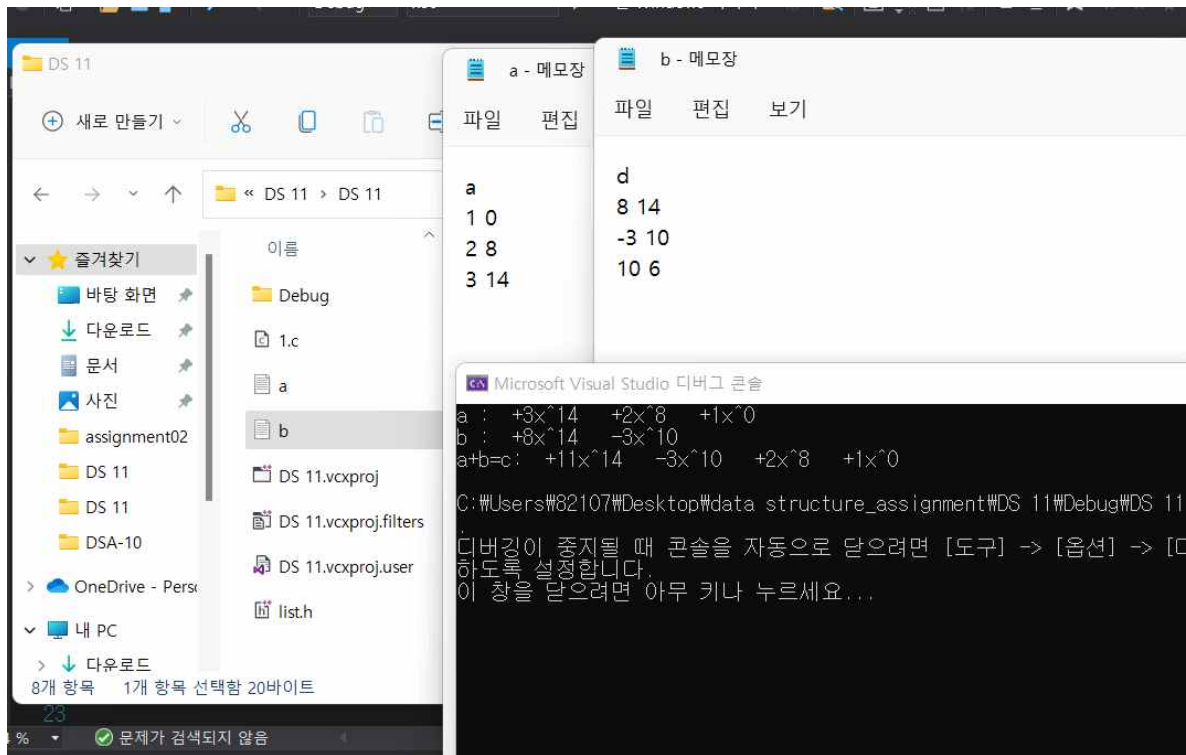 DS 11
새로 만들기
« DS 11 › DS 11
즐겨찾기
바탕 화면
다운로드
문서
사진
assignment02
DS 11
DS 11
DSA-10
OneDrive - Pers
내 PC
다운로드
이름
Debug
1.c
a
b
DS 11.vcxproj
DS 11.vcxproj.filters
DS 11.vcxproj.user
list.h
8개 항목 1개 항목 선택함 20바이트
a - 메모장
파일 편집
a
1 0
2 8
3 14
b - 메모장
파일 편집 보기
d
8 14
-3 10
10 6
Microsoft Visual Studio 디버그 콘솔
a : +3x^14 +2x^8 +1x^0
b : +8x^14 -3x^10
a+b=c: +11x^14 -3x^10 +2x^8 +1x^0
C:₩Users₩82107₩Desktop₩data structure_assignment₩DS 11₩Debug₩DS 11
.
디버깅이 중지될 때 콘솔을 자동으로 닫으려면 [도구] -> [옵션] -> [
하도록 설정합니다.
이 창을 닫으려면 아무 키나 누르세요...
23
% 문제가 검색되지 않음